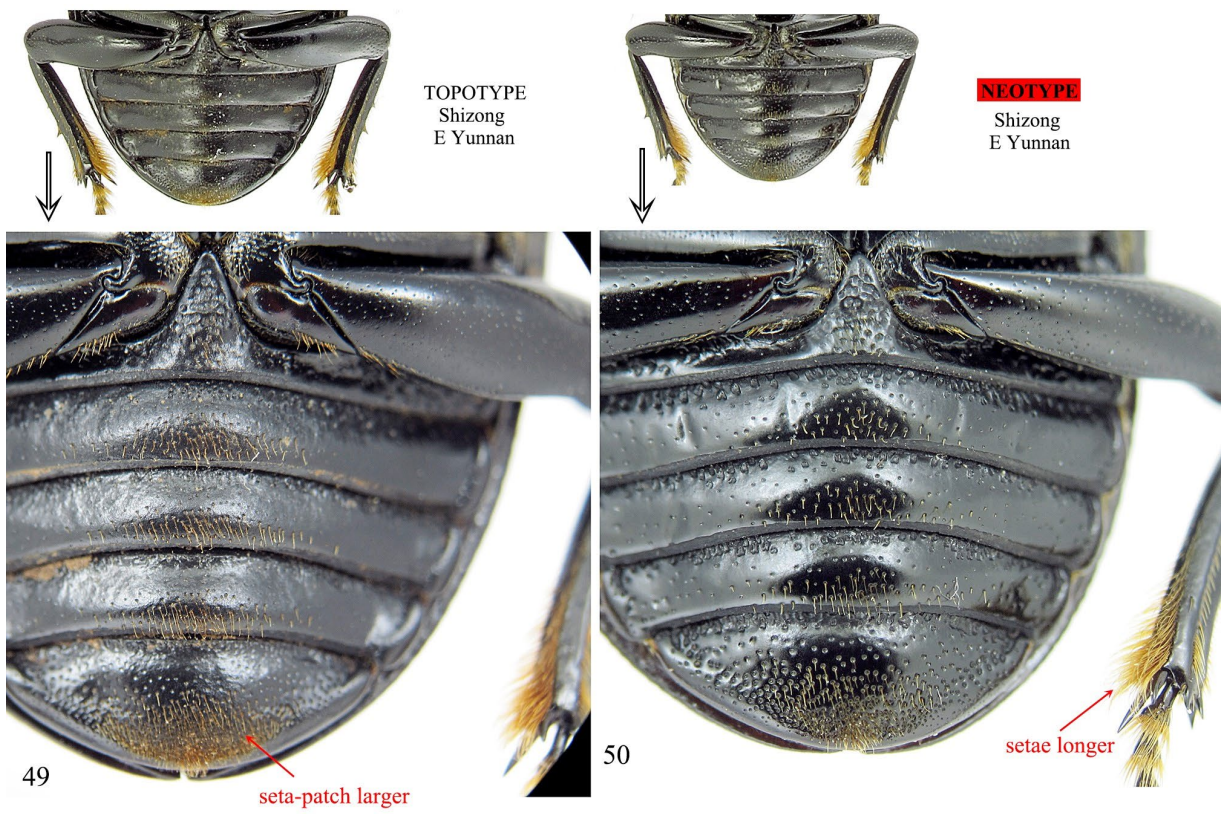 TOPOTYPE
Shizong
E Yunnan
NEOTYPE
Shizong
E Yunnan
49
seta-patch larger
50
setae longer